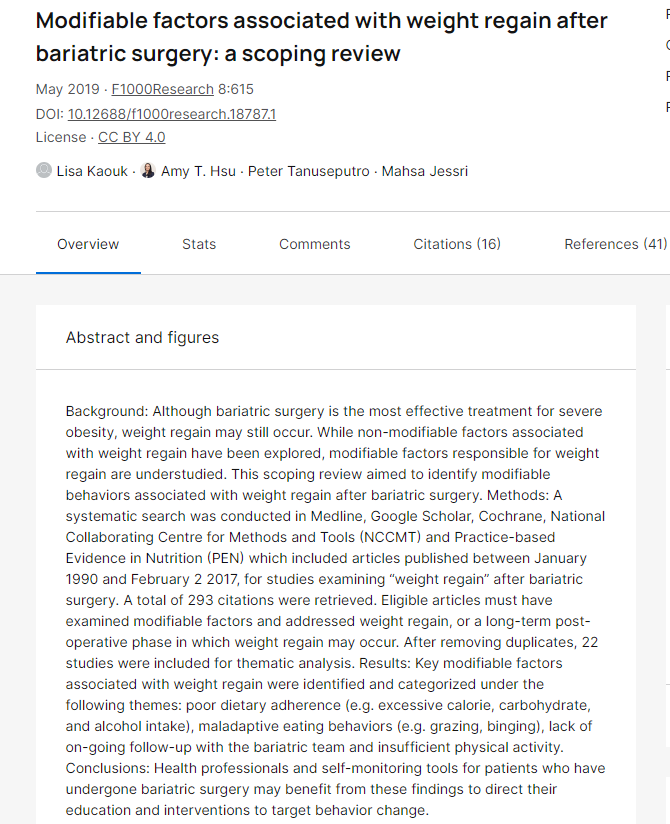 Modifiable factors associated with weight regain after
bariatric surgery: a scoping review
May 2019 · F1000Research 8:615
DOI: 10.12688/f1000research.18787.1
License · CC BY 4.0
Lisa Kaouk · Amy T. Hsu · Peter Tanuseputro · Mahsa Jessri
Overview Stats Comments Citations (16) References (41)
Abstract and figures
Background: Although bariatric surgery is the most effective treatment for severe
obesity, weight regain may still occur. While non-modifiable factors associated
with weight regain have been explored, modifiable factors responsible for weight
regain are understudied. This scoping review aimed to identify modifiable
behaviors associated with weight regain after bariatric surgery. Methods: A
systematic search was conducted in Medline, Google Scholar, Cochrane, National
Collaborating Centre for Methods and Tools (NCCMT) and Practice-based
Evidence in Nutrition (PEN) which included articles published between January
1990 and February 2 2017, for studies examining “weight regain” after bariatric
surgery. A total of 293 citations were retrieved. Eligible articles must have
examined modifiable factors and addressed weight regain, or a long-term post-
operative phase in which weight regain may occur. After removing duplicates, 22
studies were included for thematic analysis. Results: Key modifiable factors
associated with weight regain were identified and categorized under the
following themes: poor dietary adherence (e.g. excessive calorie, carbohydrate,
and alcohol intake), maladaptive eating behaviors (e.g. grazing, binging), lack of
on-going follow-up with the bariatric team and insufficient physical activity.
Conclusions: Health professionals and self-monitoring tools for patients who have
undergone bariatric surgery may benefit from these findings to direct their
education and interventions to target behavior change.